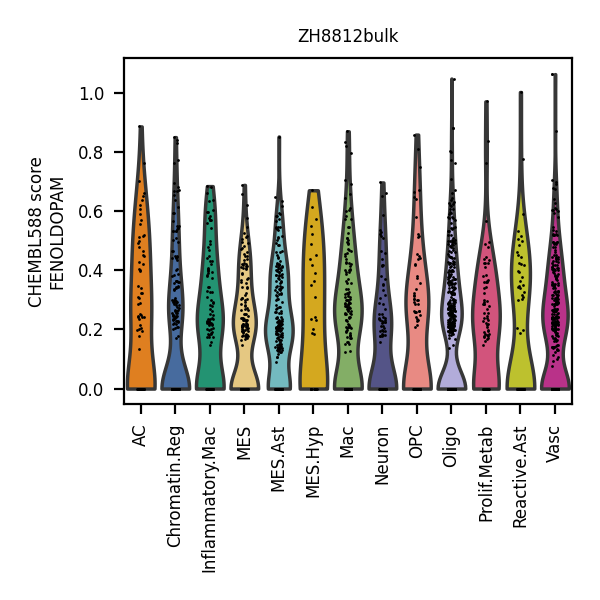 ZH8812bulk
CHEMBL588 score
FENOLDOPAM
1.0
0.8
0.6
0.4
0.2
0.0
AC
Chromatin.Reg
Inflammatory.Mac
MES
MES.Ast
MES.Hyp
Mac
Neuron
OPC
Oligo
Prolif.Metab
Reactive.Ast
Vasc